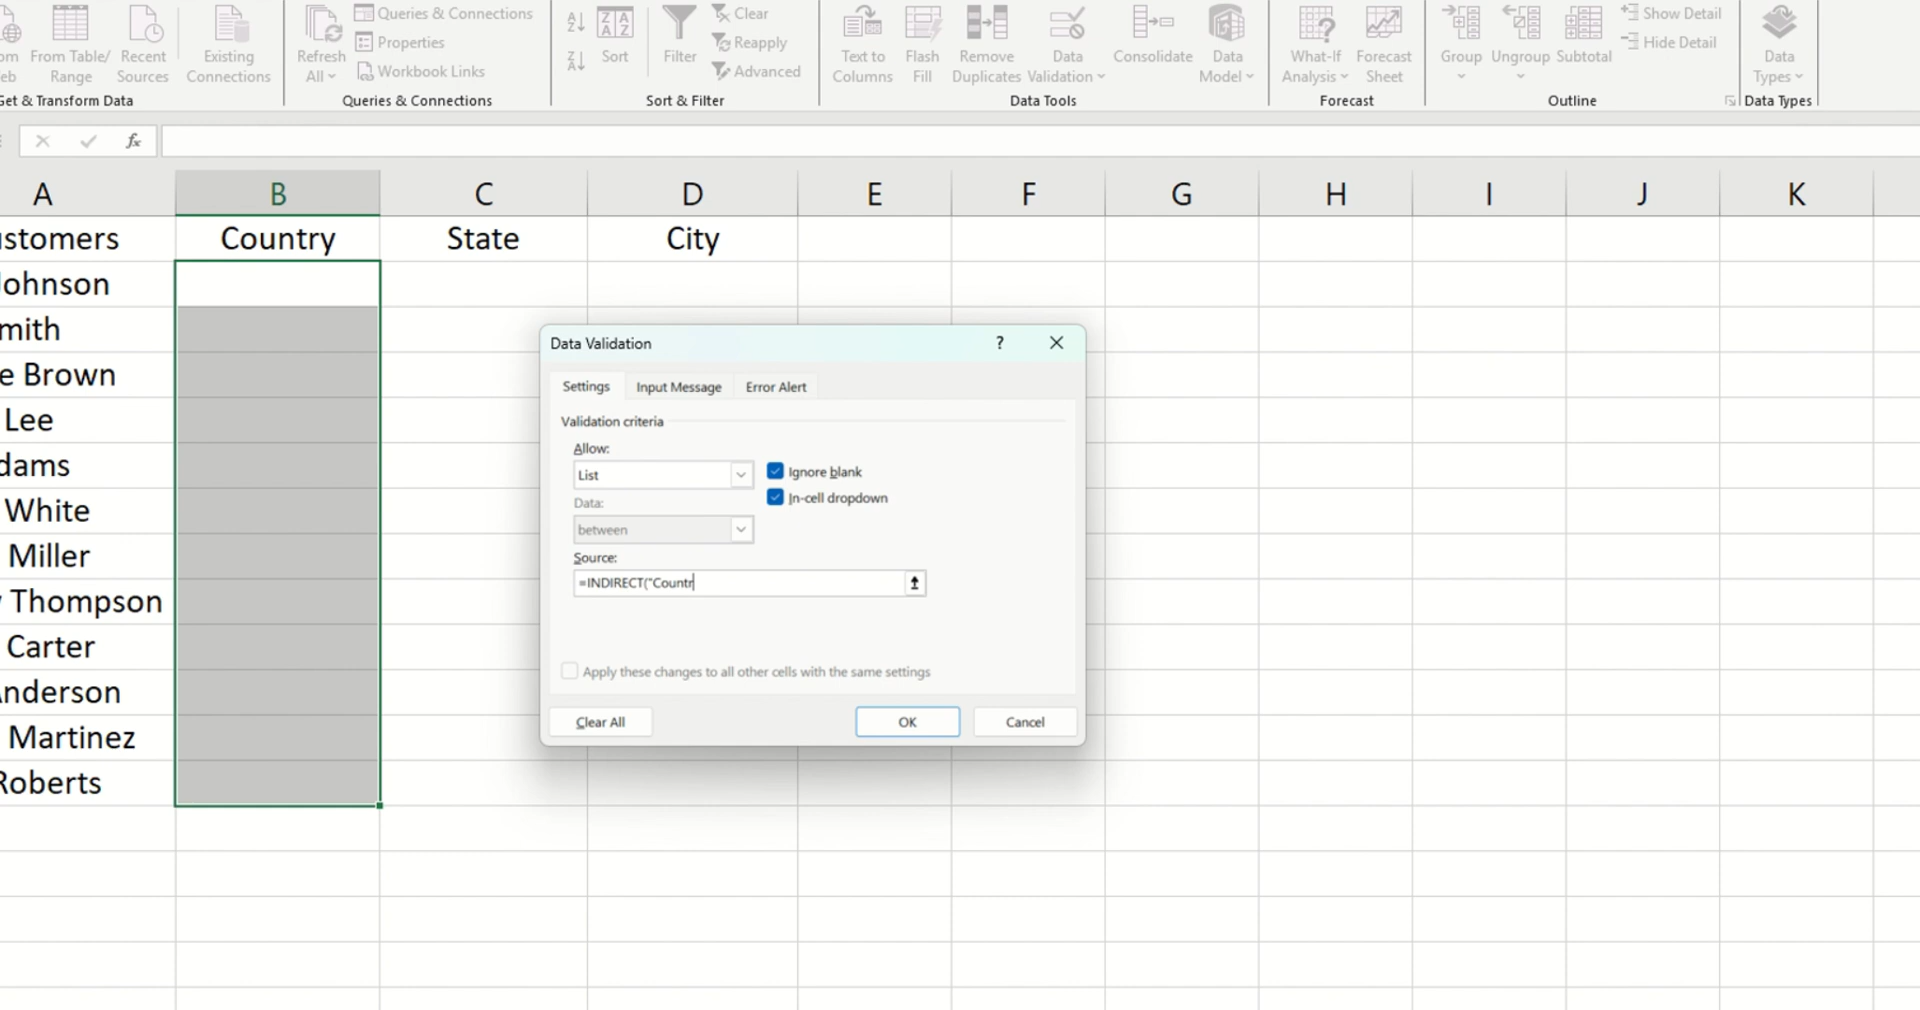 om From Table/ Recent Existing
eb Range Sources Connections
Get & Transform Data
Refresh
All
Queries & Connections
Properties
Workbook Links
Queries & Connections
Sort
Filter
Clear
Reapply
Advanced
Sort & Filter
Text to Flash Remove Data Consolidate Data
Columns Fill Duplicates Validation Model
Data Tools
What-If Forecast
Analysis Sheet
Forecast
Group Ungroup Subtotal
Show Detail
Hide Detail
Outline
Data
Types
Data Types
fx
A B C D E F G H I J K
ustomers Country State City
Johnson
mith
e Brown
Lee
dams
White
Miller
Thompson
Carter
Anderson
Martinez
Roberts
Data Validation ?
Settings Input Message Error Alert
Validation criteria
Allow:
List
Ignore blank
Data:
In-cell dropdown
between
Source:
=INDIRECT("Countr
Apply these changes to all other cells with the same settings
Clear All OK Cancel